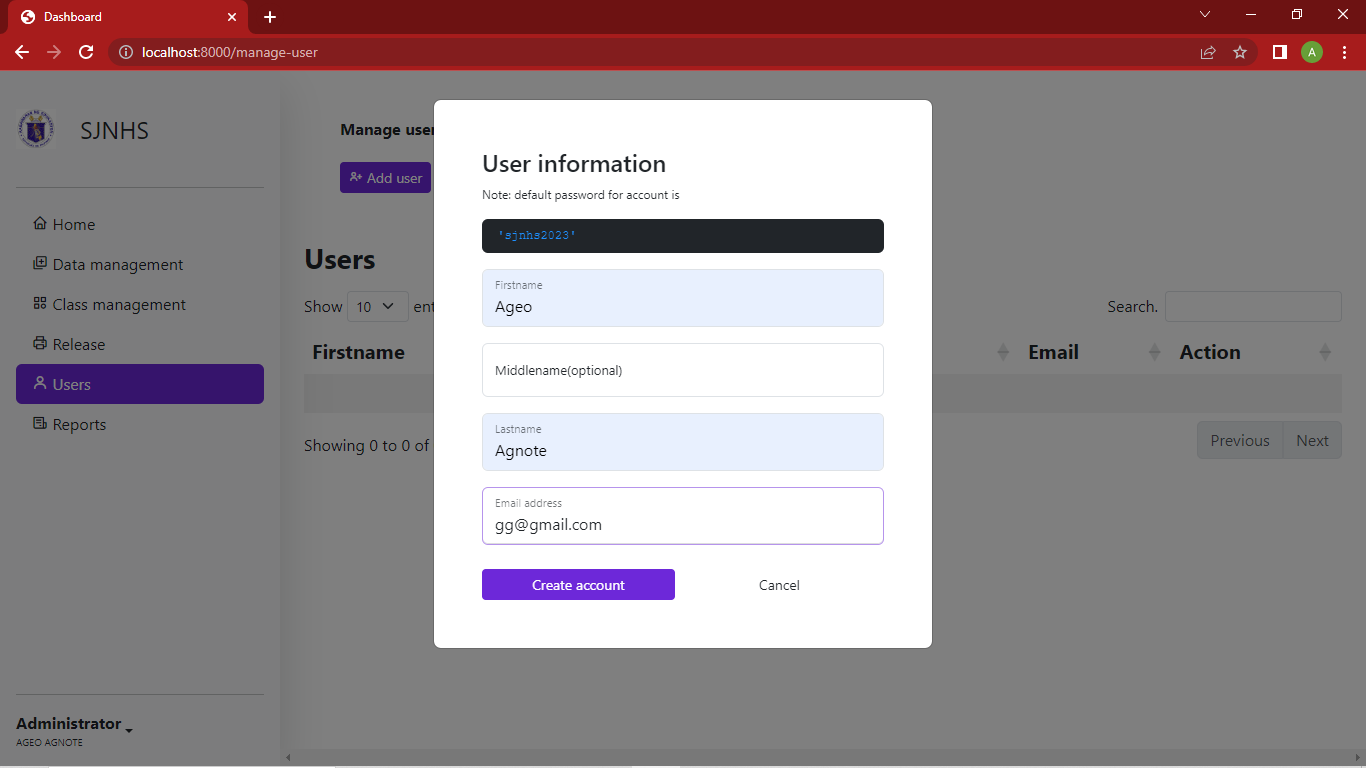 Dashboard
localhost:8000/manage-user
A
SJNHS
Home
Data management
Class management
Release
Users
Reports
Administrator
AGEO AGNOTE
Manage user
Add user
Users
Show 10 ent
Search.
Firstname Email Action
Showing 0 to 0 of
Previous Next
User information
Note: default password for account is
'sjnhs2023'
Firstname
Ageo
Middlename(optional)
Lastname
Agnote
Email address
gg@gmail.com
Create account Cancel